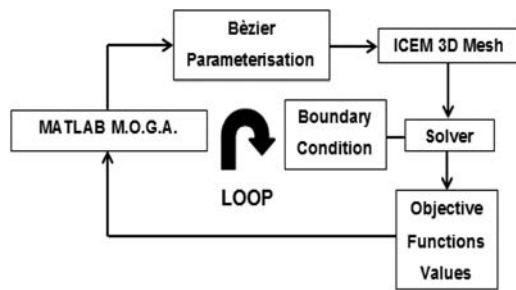 Bèzier
Parameterisation
ICEM 3D Mesh
MATLAB M.O.G.A.
LOOP
Boundary
Condition
Solver
Objective
Functions
Values